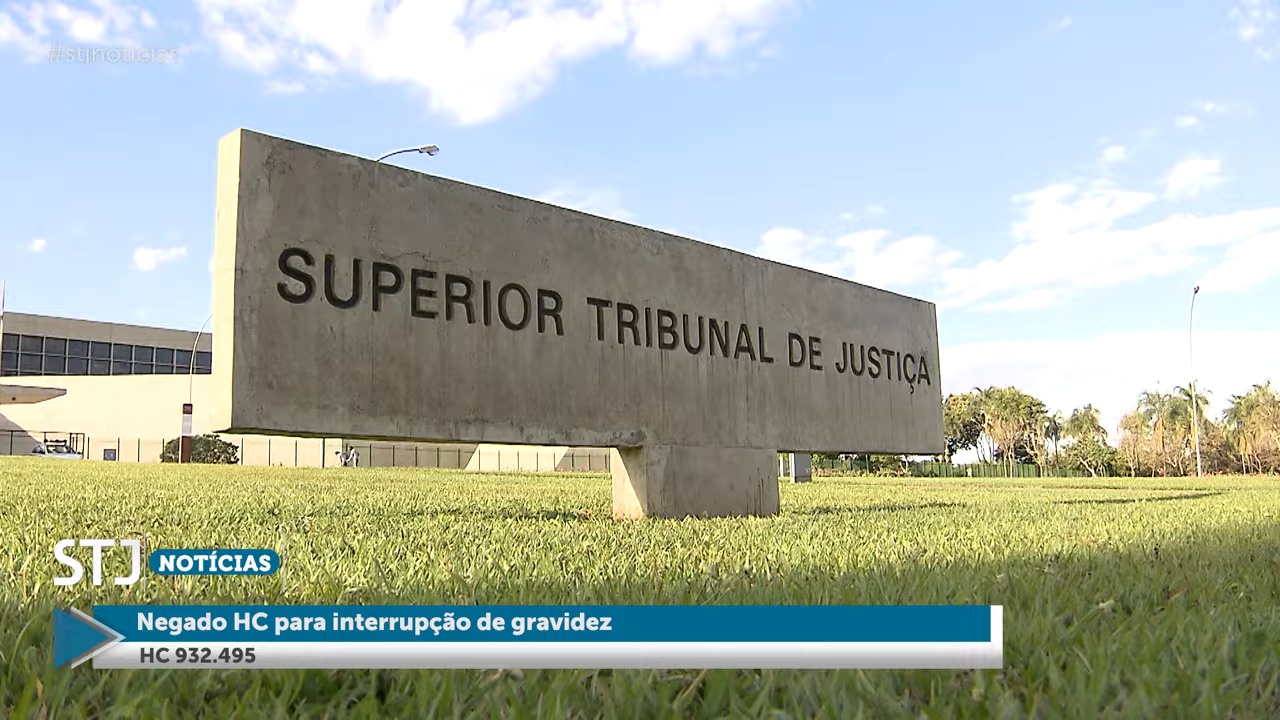 #stjnoticias
SUPERIOR TRIBUNAL DE JUSTIÇA
STJ NOTÍCIAS
Negado HC para interrupção de gravidez
HC 932.495